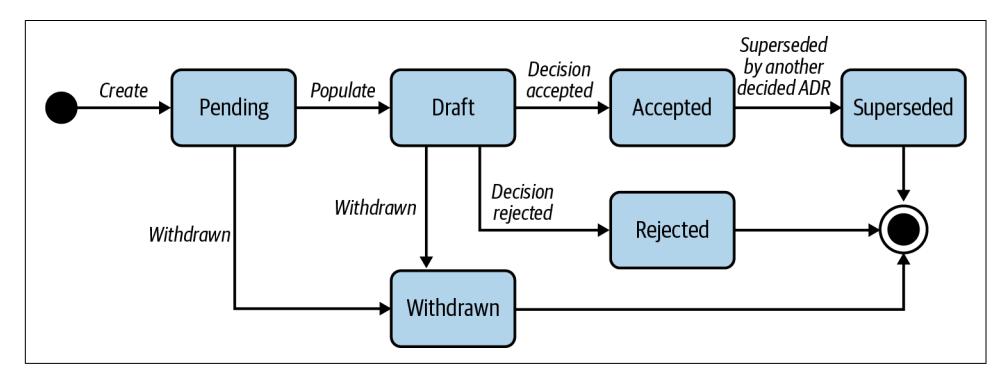 Create
Pending
Populate
Draft
Decision
accepted
Accepted
Superseded
by another
decided ADR
Superseded
Withdrawn
Withdrawn
Decision
rejected
Rejected
Withdrawn